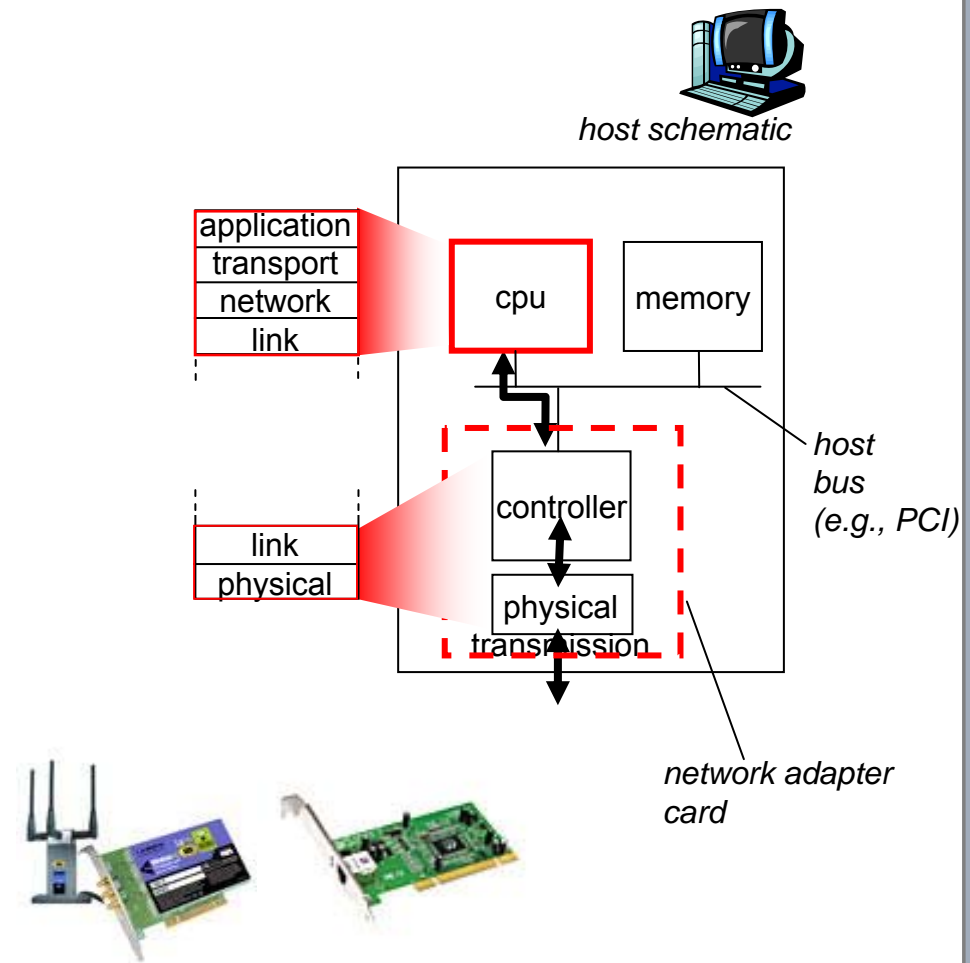 host schematic
application
transport
network
link
cpu
memory
host
bus
(e.g., PCI)
controller
link
physical
physical
transmission
network adapter
card